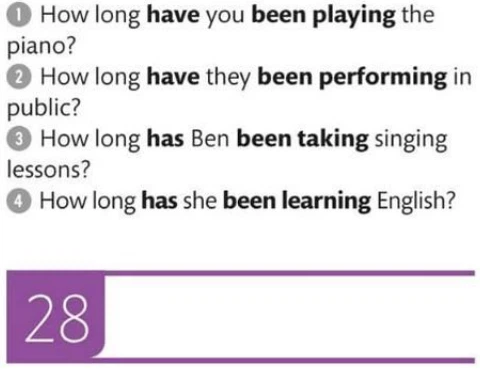 1 How long have you been playing the
piano?
2 How long have they been performing in
public?
3 How long has Ben been taking singing
lessons?
4 How long has she been learning English?
28